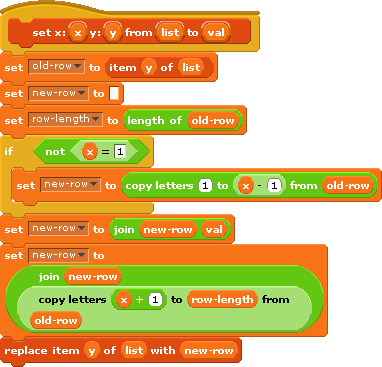 set x: x y: y from list to val
set old-row to item y of list
set new-row to
set row-length to length of old-row
if not x = 1
set new-row to copy letters 1 to x - 1 from old-row
set new-row to join new-row val
set new-row to
join new-row
copy letters x + 1 to row-length from
old-row
replace item y of list with new-row